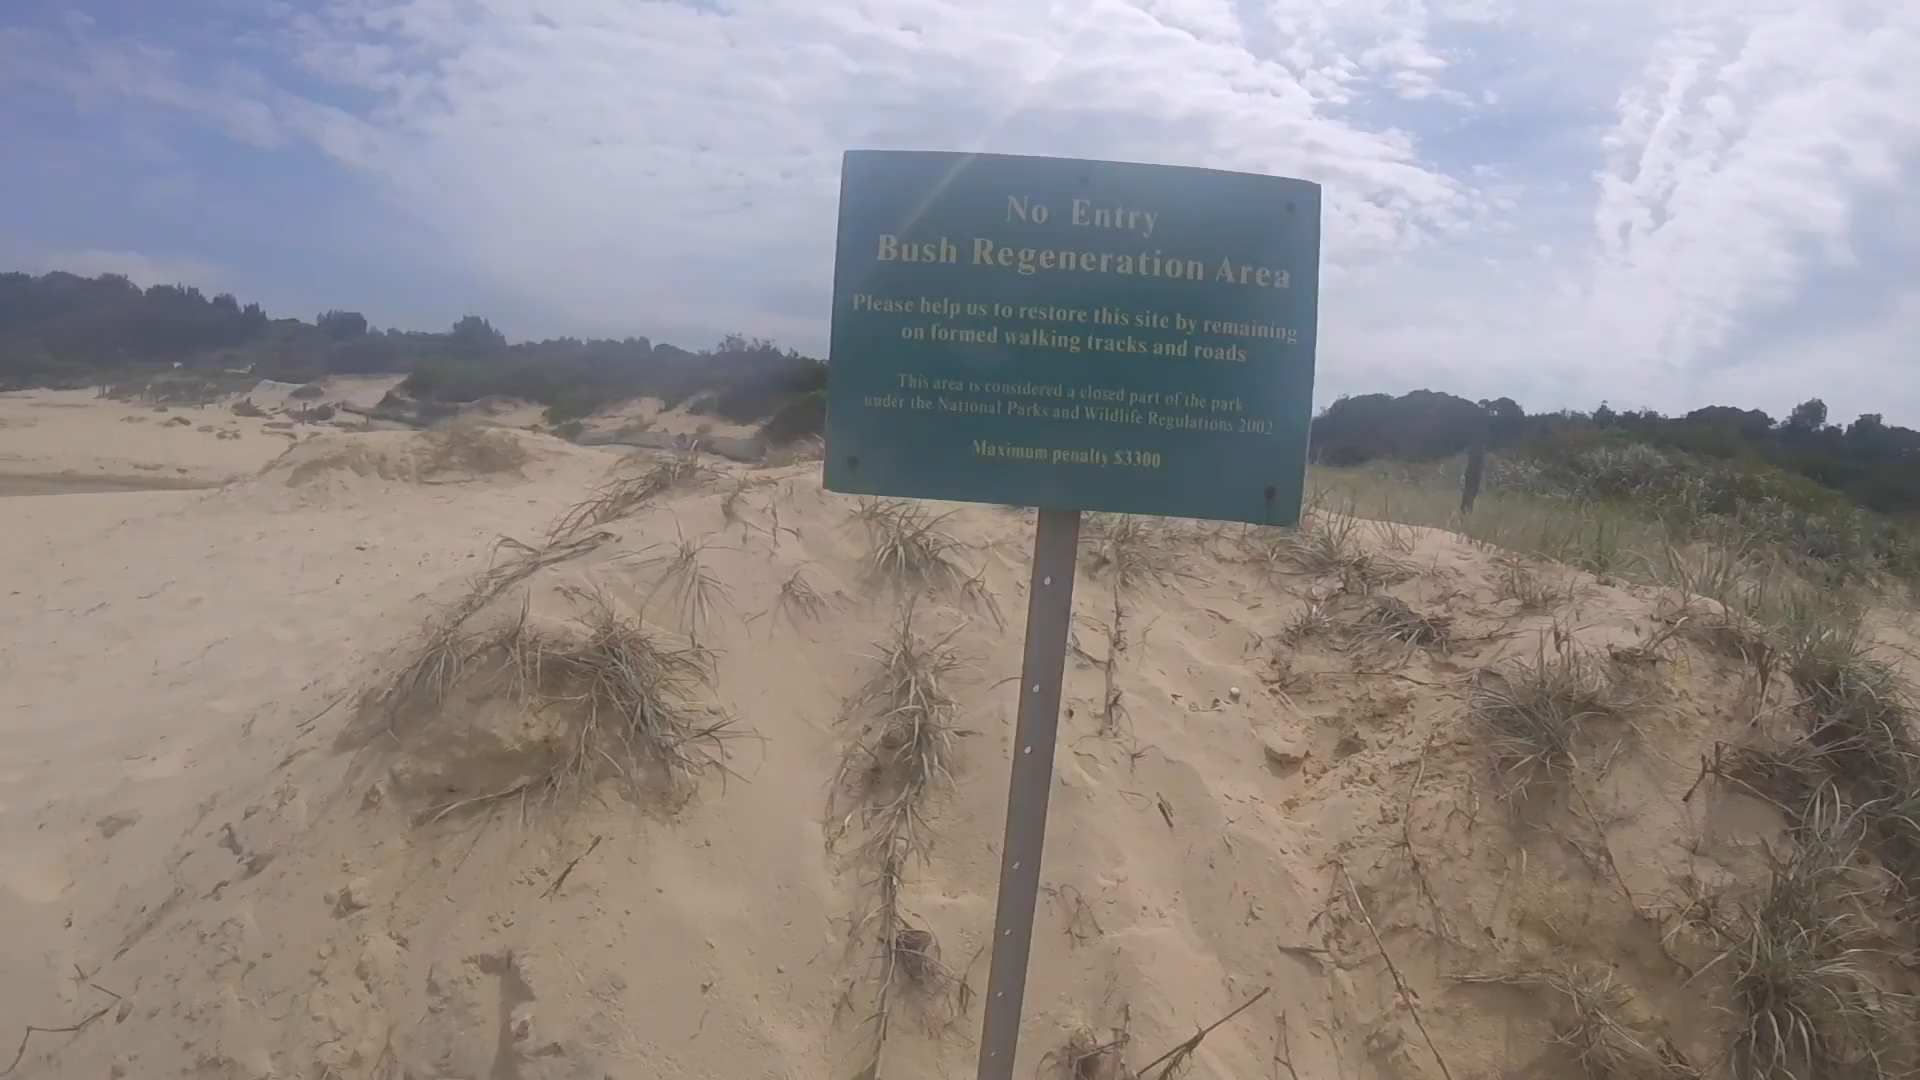 No Entry
Bush Regeneration Area
Please help us to restore this site by remaining
on formed walking tracks and roads
This area is considered a closed part of the park
under the National Parks and Wildlife Regulations 2002
Maximum penalty $3300